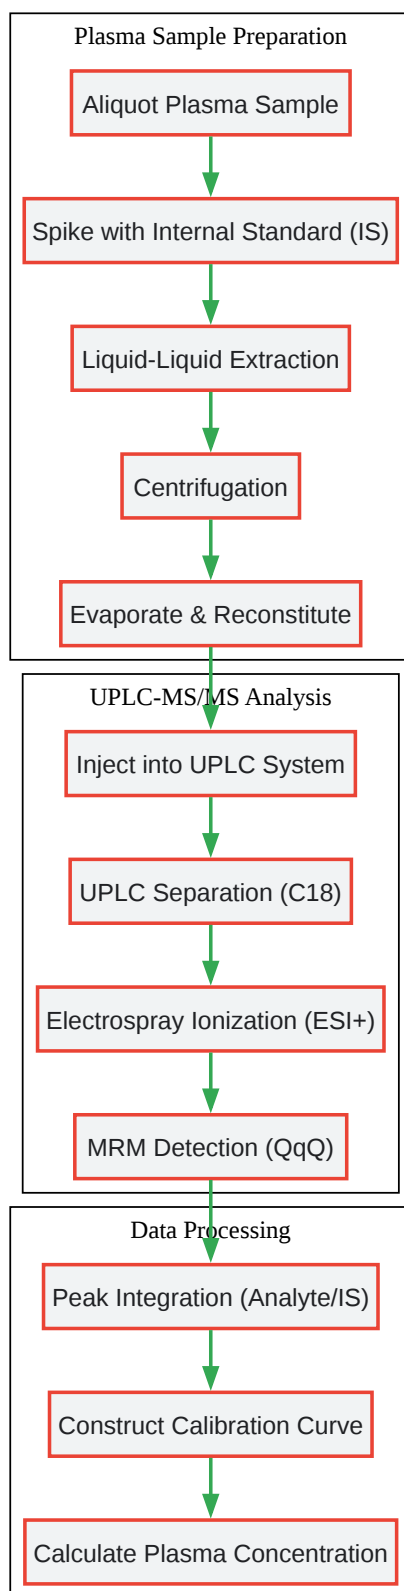 Plasma Sample Preparation
Aliquot Plasma Sample
Spike with Internal Standard (IS)
Liquid-Liquid Extraction
Centrifugation
Evaporate & Reconstitute
UPLC-MS/MS Analysis
Inject into UPLC System
UPLC Separation (C18)
Electrospray Ionization (ESI+)
MRM Detection (QqQ)
Data Processing
Peak Integration (Analyte/IS)
Construct Calibration Curve
Calculate Plasma Concentration